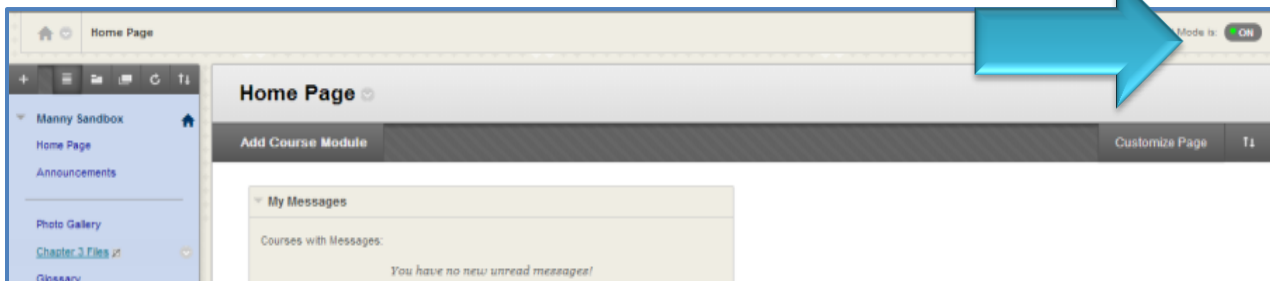 Home Page
Mode is: ON
Home Page
Manny Sandbox
Home Page
Announcements
Photo Gallery
Chapter 3 Files
Glossary
Add Course Module
Customize Page
My Messages
Courses with Messages:
You have no new unread messages!